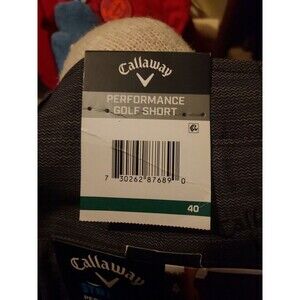 Callaway
PERFORMANCE
GOLF SHORT
7 30262 87689 0
40
Callaway